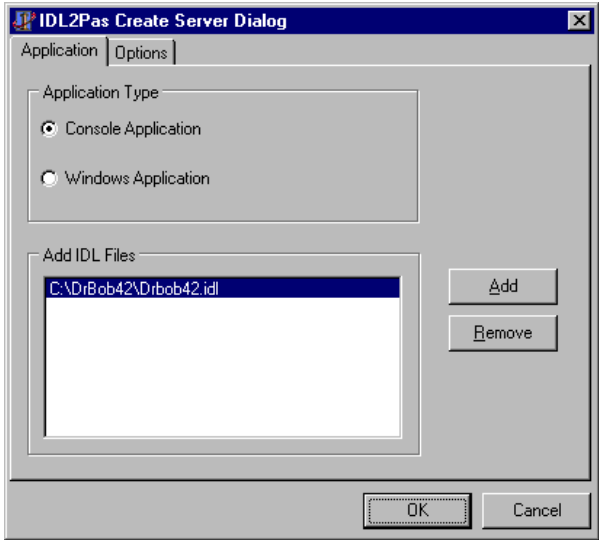 IDL2Pas Create Server Dialog
Application Options
Application Type
Console Application
Windows Application
Add IDL Files
C:\DrBob42\Drbob42.idl
Add
Remove
OK Cancel